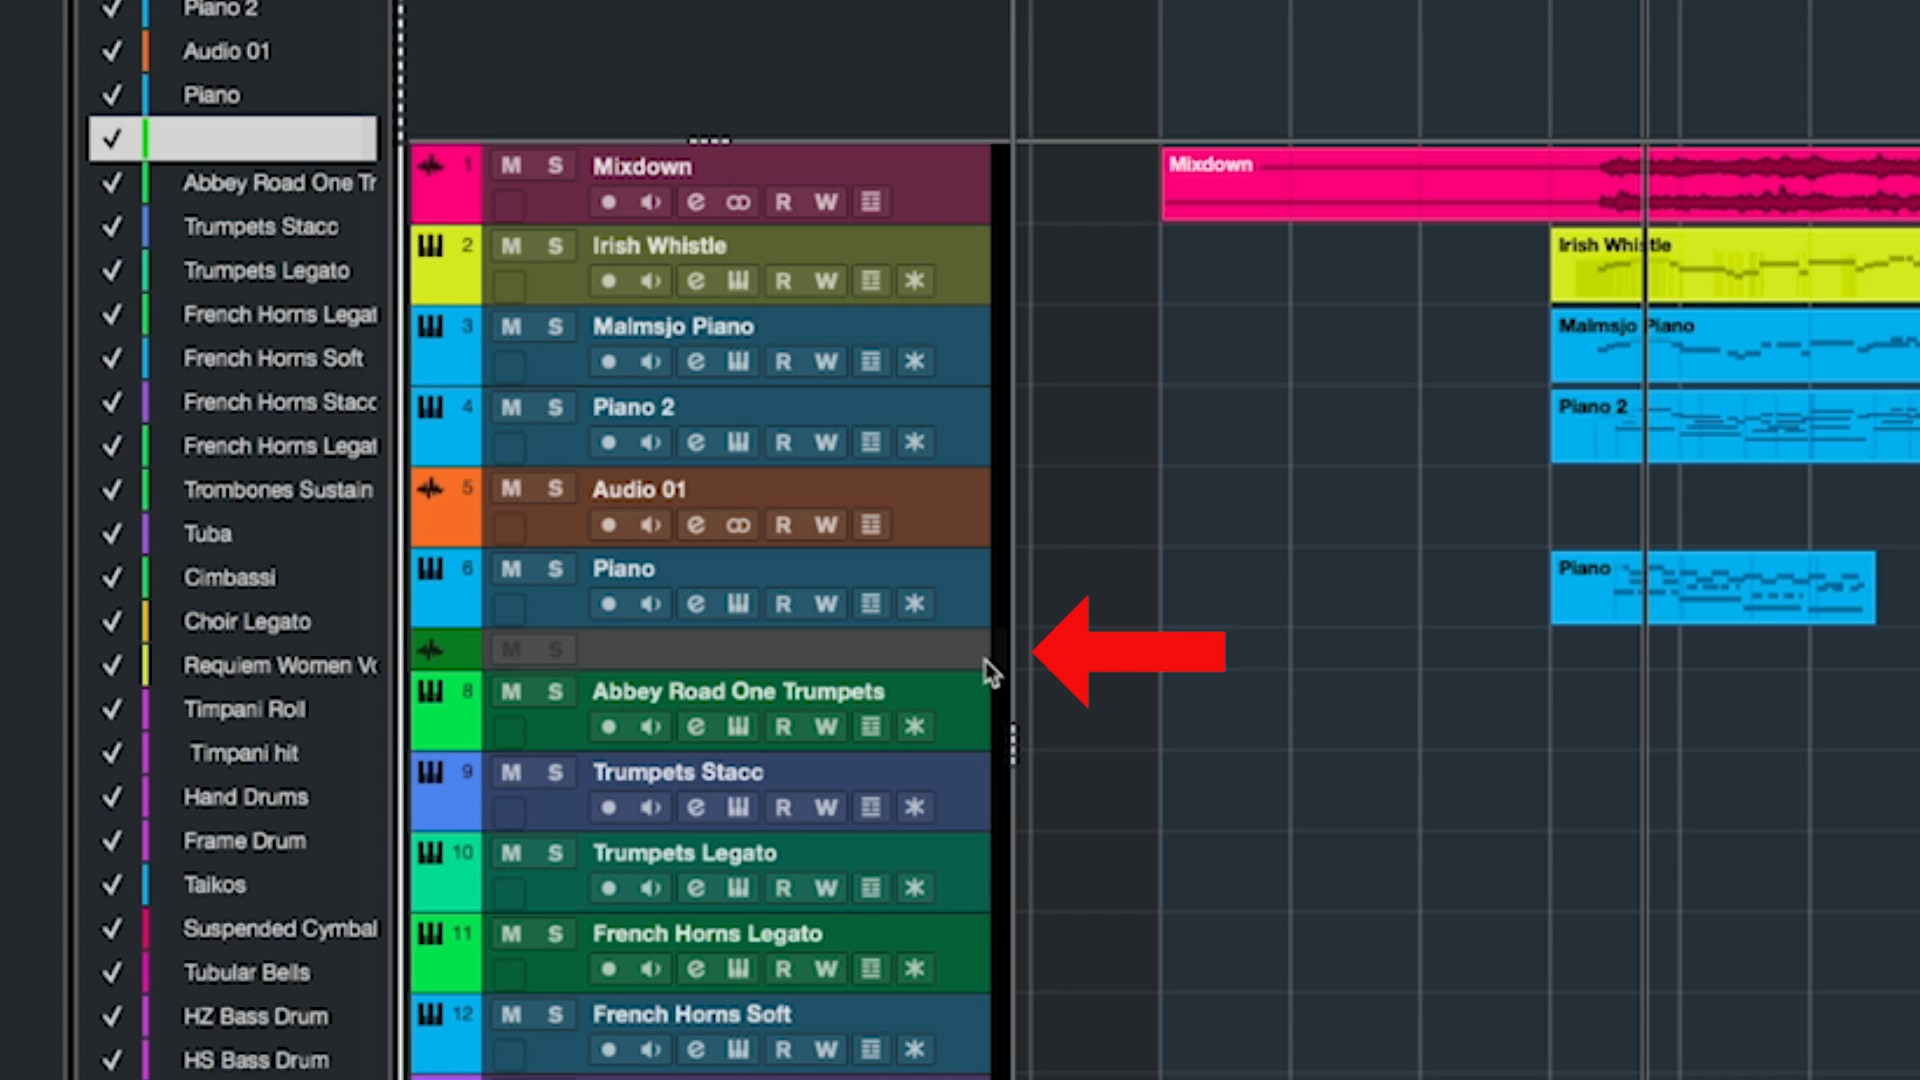 Piano 2
Audio 01
Piano
Abbey Road One Tr
Trumpets Stacc
Trumpets Legato
French Horns Legat
French Horns Soft
French Horns Stacc
French Horns Legat
Trombones Sustain
Tuba
Cimbassi
Choir Legato
Requiem Women Vo
Timpani Roll
Timpani hit
Hand Drums
Frame Drum
Taikos
Suspended Cymbal
Tubular Bells
HZ Bass Drum
HS Bass Drum
1 M S Mixdown
e R W
2 M S Irish Whistle
e R W
3 M S Malmsjo Piano
e R W
4 M S Piano 2
e R W
5 M S Audio 01
e R W
6 M S Piano
e R W
M S
8 M S Abbey Road One Trumpets
e R W
9 M S Trumpets Stacc
e R W
10 M S Trumpets Legato
e R W
11 M S French Horns Legato
e R W
12 M S French Horns Soft
e R W
Mixdown
Irish Whistle
Malmsjo Piano
Piano 2
Piano